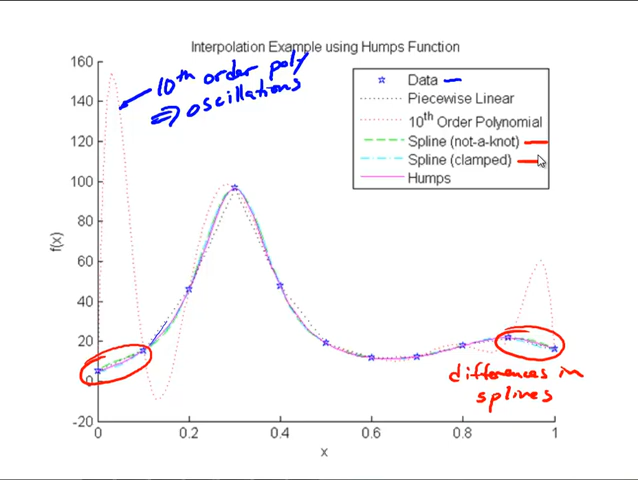 Interpolation Example using Humps Function
10th order poly
⇒ oscillations
Data
Piecewise Linear
10th Order Polynomial
Spline (not-a-knot)
Spline (clamped)
Humps
160
140
120
100
80
60
40
20
0
-20
f(x)
differences in
splines
0 0.2 0.4 0.6 0.8 1
x